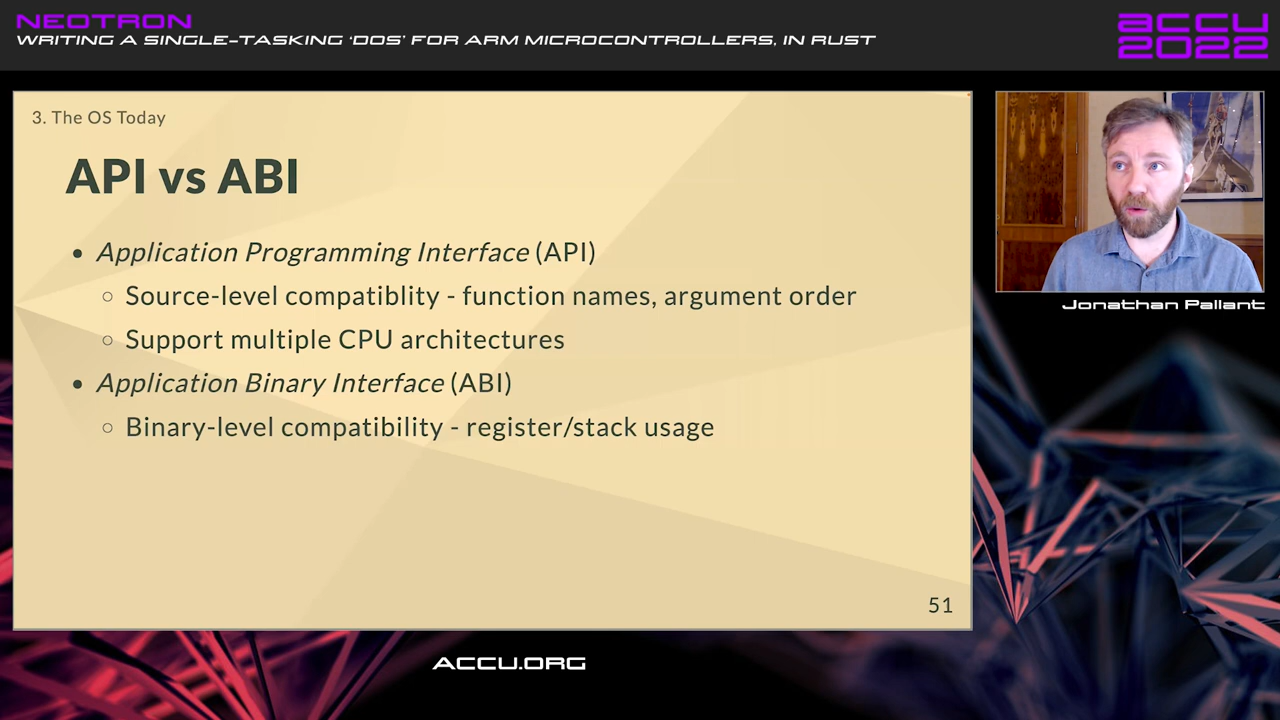 NEOTRON
WRITING A SINGLE-TASKING 'DOS' FOR ARM MICROCONTROLLERS, IN RUST
ACCU
2022
3. The OS Today
API vs ABI
• Application Programming Interface (API)
○ Source-level compatiblity - function names, argument order
○ Support multiple CPU architectures
• Application Binary Interface (ABI)
○ Binary-level compatibility - register/stack usage
51
Jonathan Pallant
ACCU.ORG